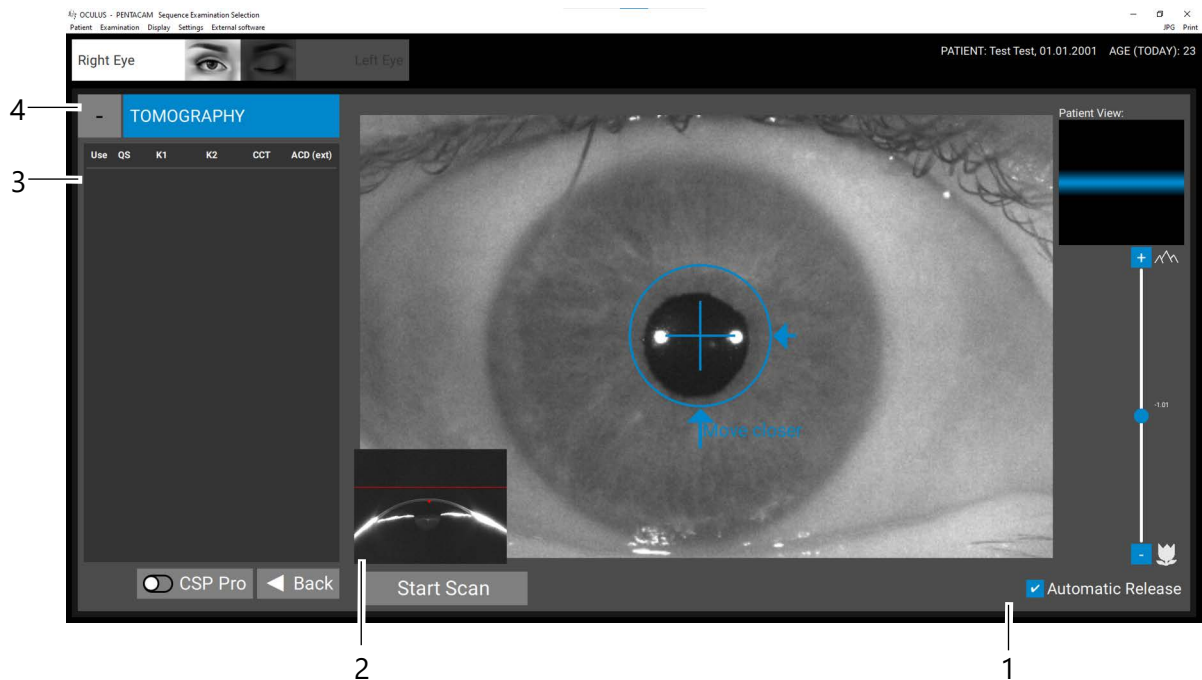 OCULUS - PENTACAM Sequence Examination Selection
Patient Examination Display Settings External software
JPG Print
Right Eye
Left Eye
PATIENT: Test Test, 01.01.2001 AGE (TODAY): 23
4
- TOMOGRAPHY
Patient View:
Use QS K1 K2 CCT ACD (ext)
3
+
-1.01
Move closer
-
CSP Pro
Back
Start Scan
Automatic Release
2
1